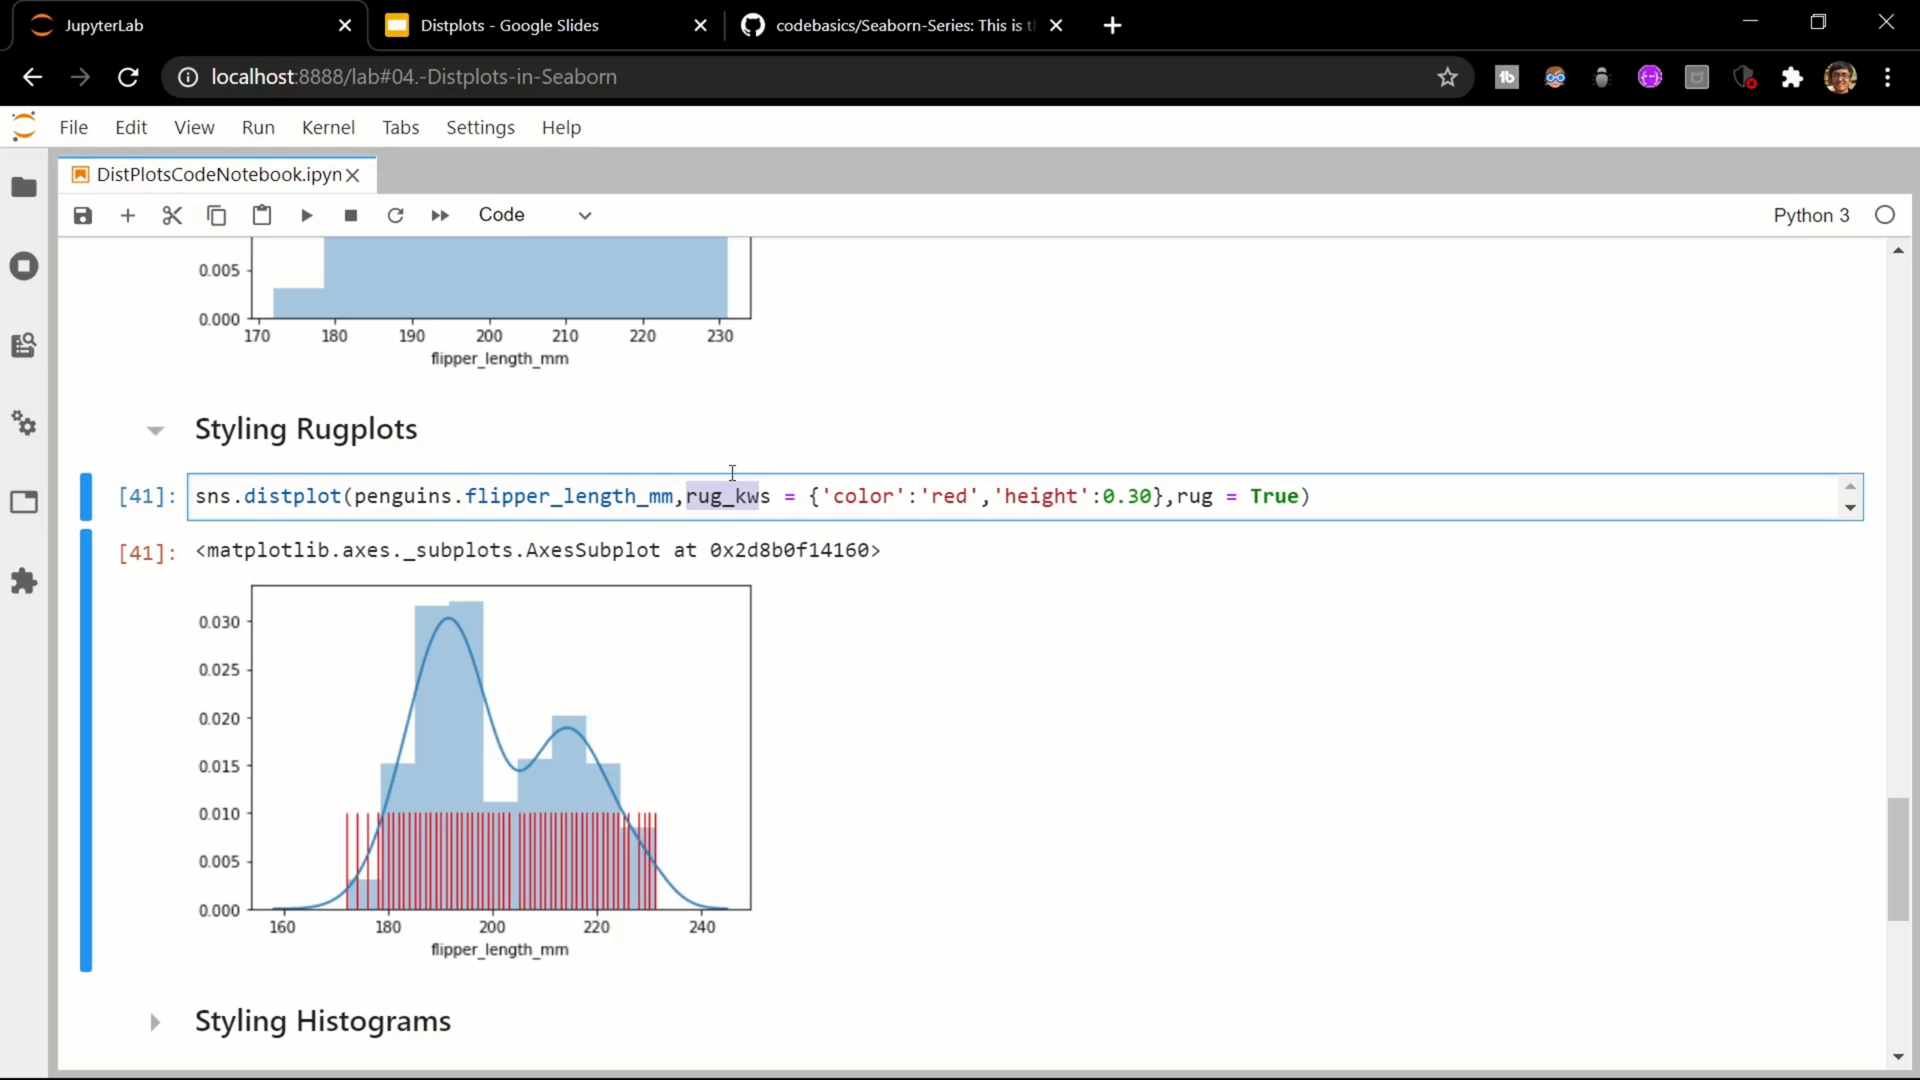 JupyterLab
Distplots - Google Slides
codebasics/Seaborn-Series: This is t
localhost:8888/lab#04.-Distplots-in-Seaborn
File Edit View Run Kernel Tabs Settings Help
DistPlotsCodeNotebook.ipyn
Code
Python 3
0.005
0.000
170 180 190 200 210 220 230
flipper_length_mm
Styling Rugplots
[41]: sns.distplot(penguins.flipper_length_mm,rug_kws = {'color':'red','height':0.30},rug = True)
[41]: <matplotlib.axes._subplots.AxesSubplot at 0x2d8b0f14160>
0.030
0.025
0.020
0.015
0.010
0.005
0.000
160 180 200 220 240
flipper_length_mm
Styling Histograms